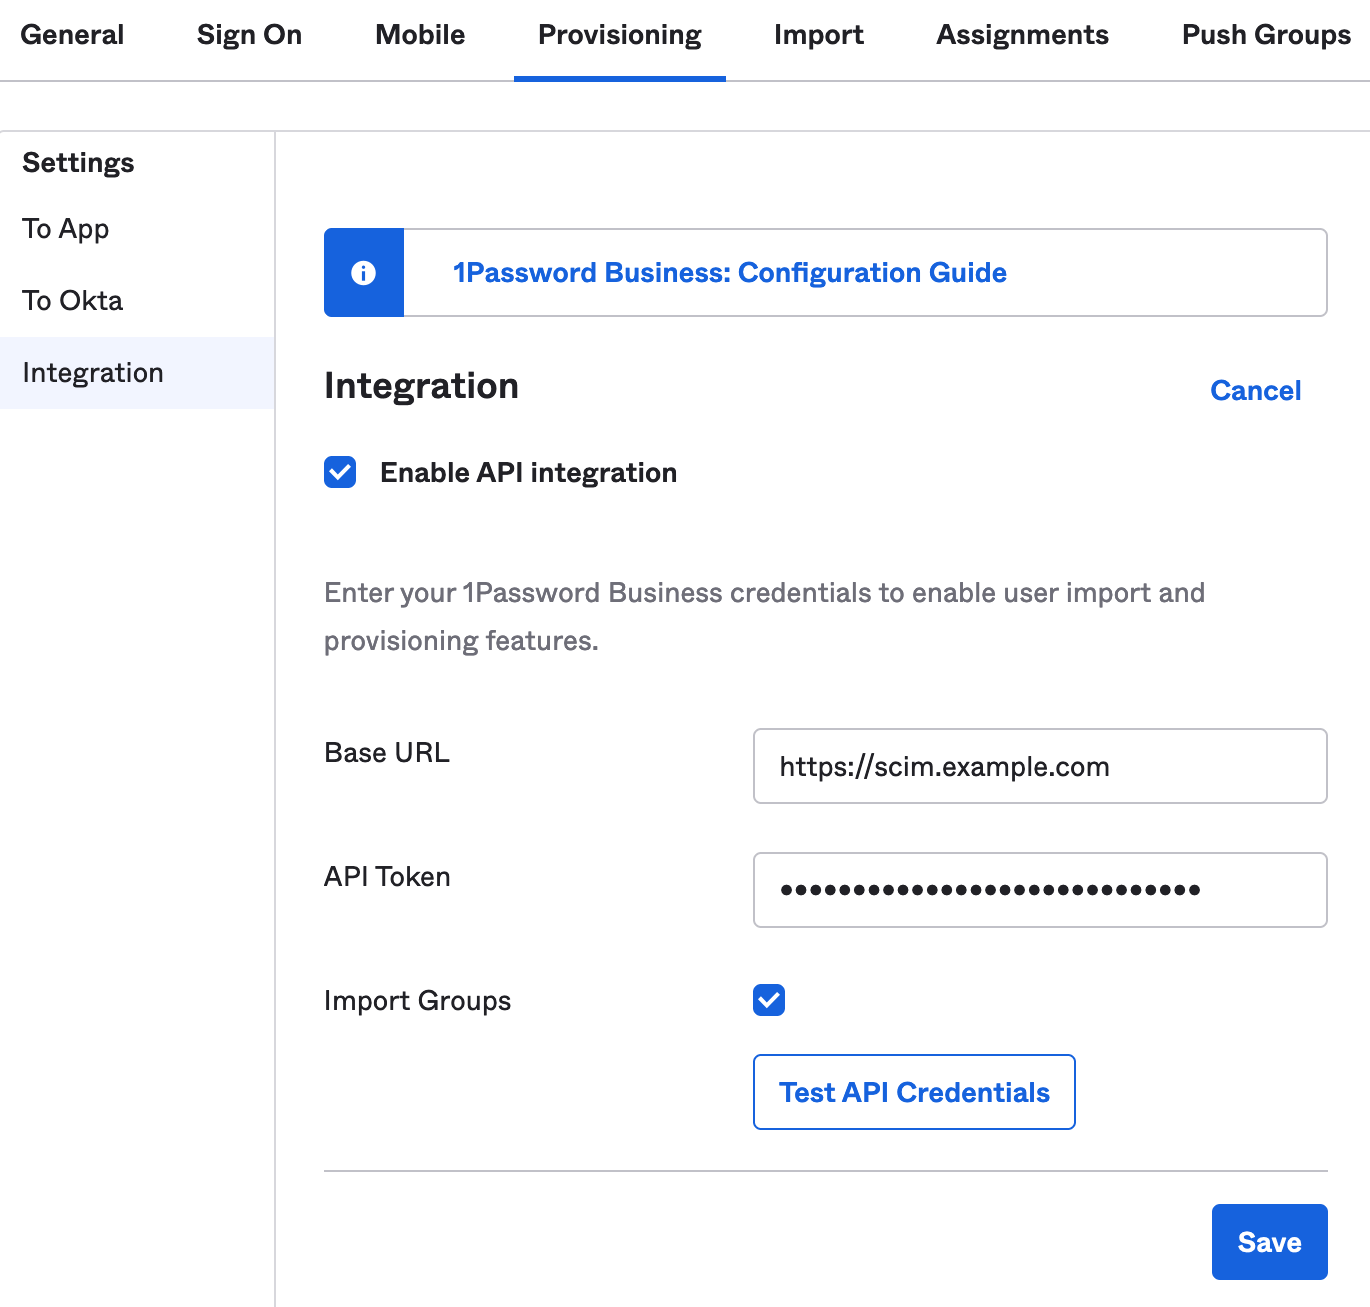 General Sign On Mobile Provisioning Import Assignments Push Groups
Settings
To App
To Okta
Integration
1Password Business: Configuration Guide
Integration
Cancel
Enable API integration
Enter your 1Password Business credentials to enable user import and
provisioning features.
Base URL
https://scim.example.com
API Token
•••••••••••••••••••••••••••••
Import Groups
Test API Credentials
Save